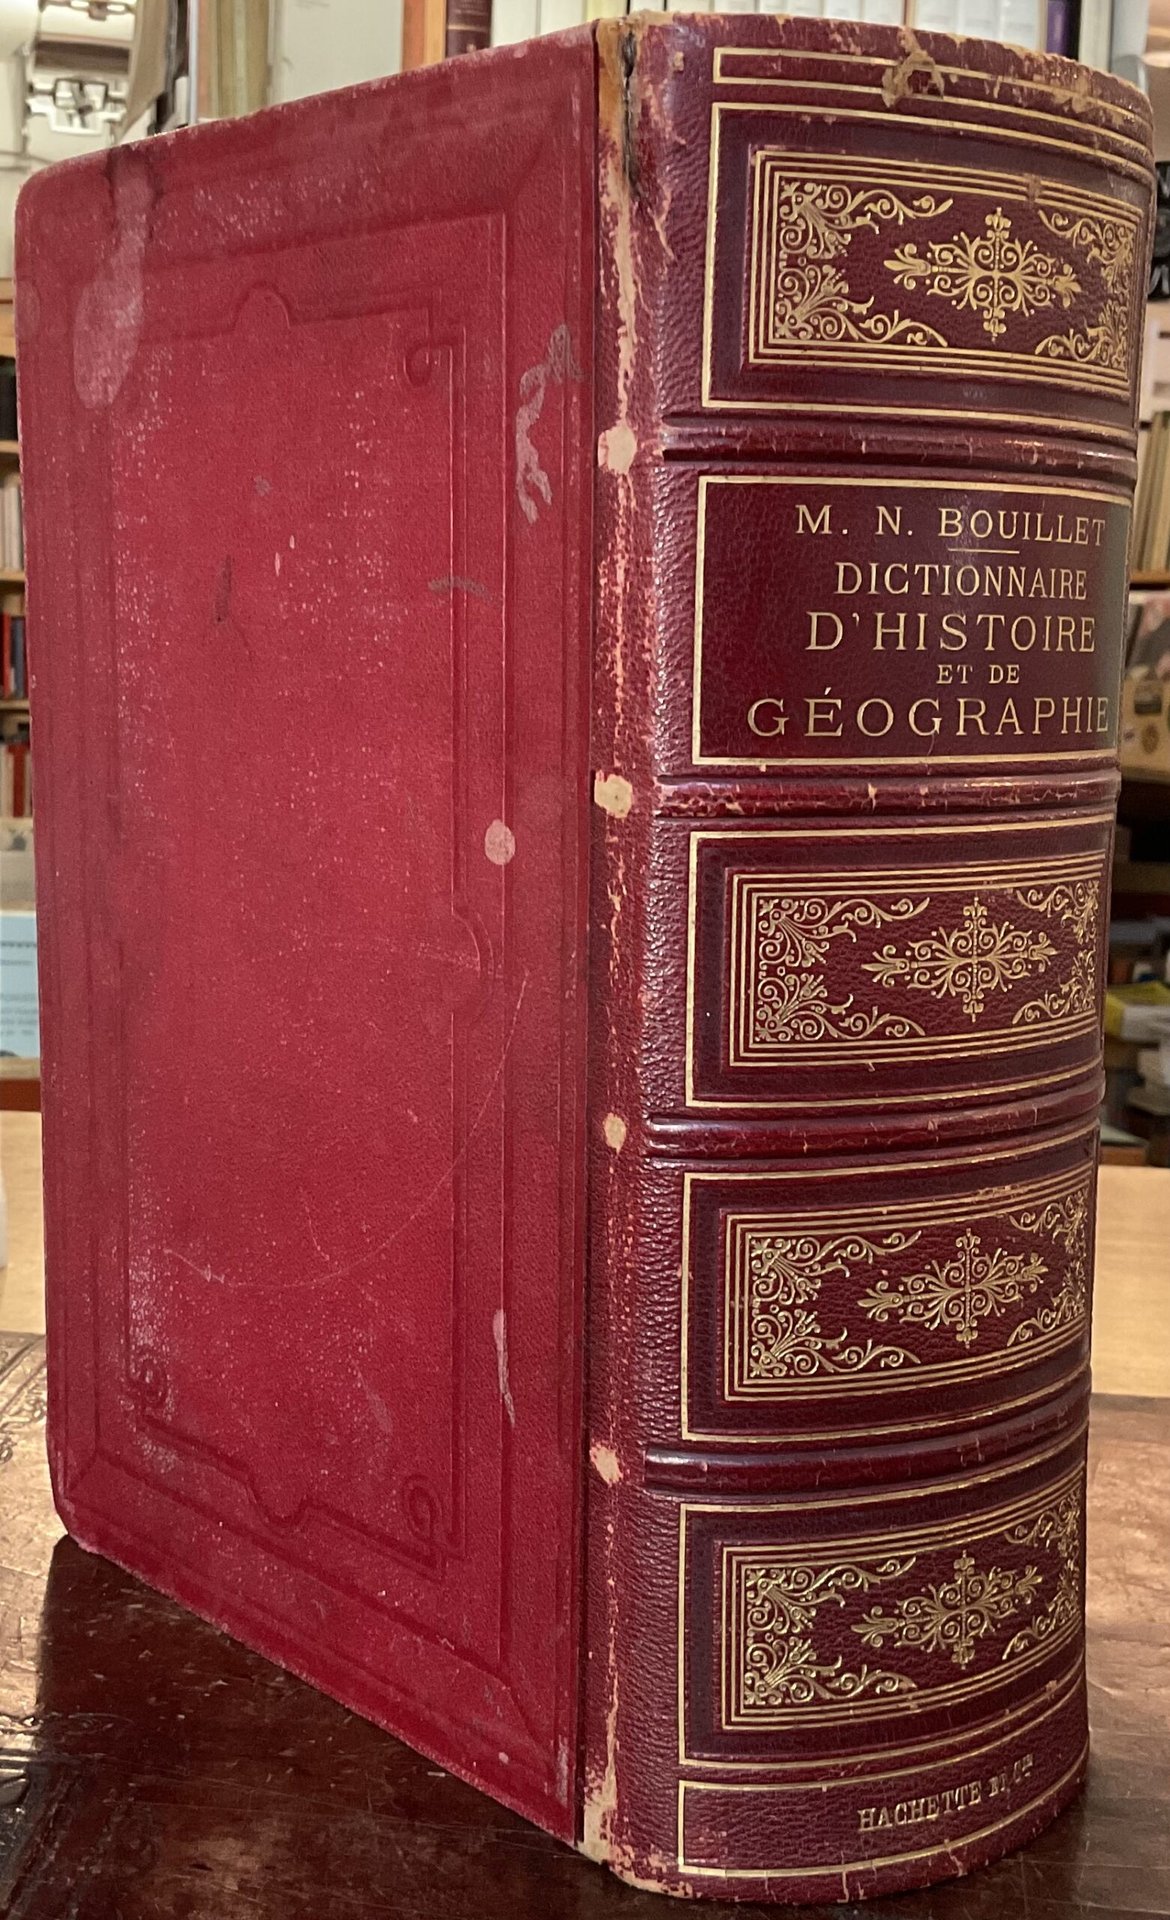 M. N. BOUILLET
DICTIONNAIRE
D'HISTOIRE
ET DE
GÉOGRAPHIE
HACHETTE ET Cie